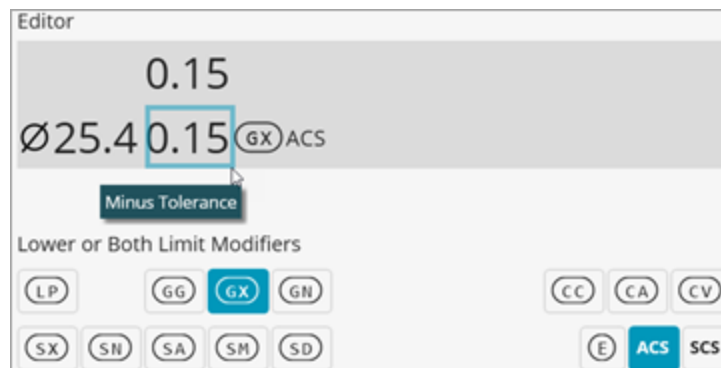 Editor
0.15
⌀25.4 0.15 GX ACS
Minus Tolerance
Lower or Both Limit Modifiers
LP GG GX GN CC CA CV
SX SN SA SM SD E ACS SCS